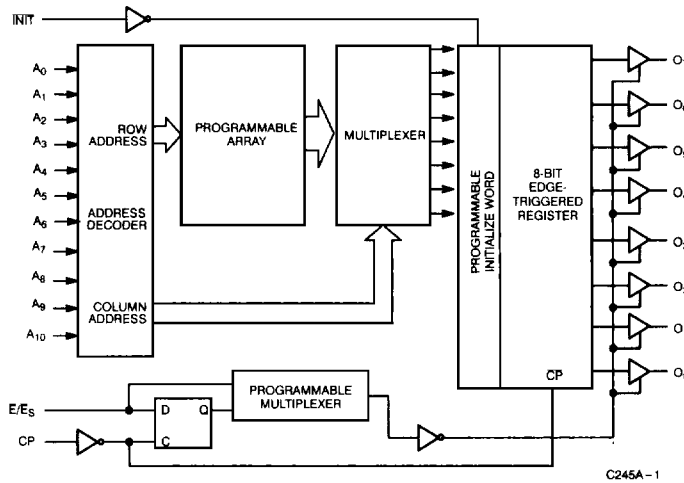 INIT
A0
A1
A2
A3
A4
A5
A6
A7
A8
A9
A10
ROW
ADDRESS
ADDRESS
DECODER
COLUMN
ADDRESS
PROGRAMMABLE
ARRAY
MULTIPLEXER
PROGRAMMABLE
INITIALIZE WORD
8-BIT
EDGE-
TRIGGERED
REGISTER
CP
O
O
O
O
O
O
O
O
E/ES
CP
D
Q
C
PROGRAMMABLE
MULTIPLEXER
C245A-1